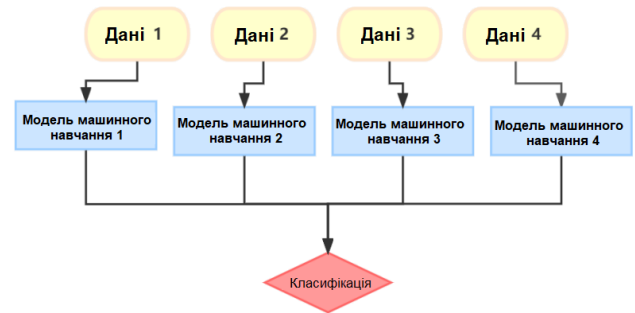 Дані 1
Дані 2
Дані 3
Дані 4
Модель машинного
навчання 1
Модель машинного
навчання 2
Модель машинного
навчання 3
Модель машинного
навчання 4
Класифікація